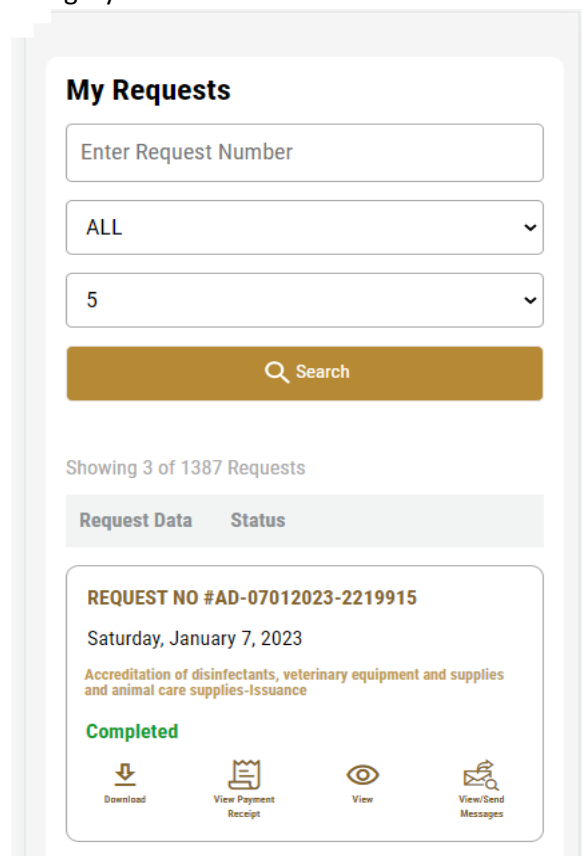 My Requests
Enter Request Number
ALL
5
Search
Showing 3 of 1387 Requests
Request Data Status
REQUEST NO #AD-07012023-2219915
Saturday, January 7, 2023
Accreditation of disinfectants, veterinary equipment and supplies
and animal care supplies-Issuance
Completed
Download View Payment View View/Send
Receipt Messages